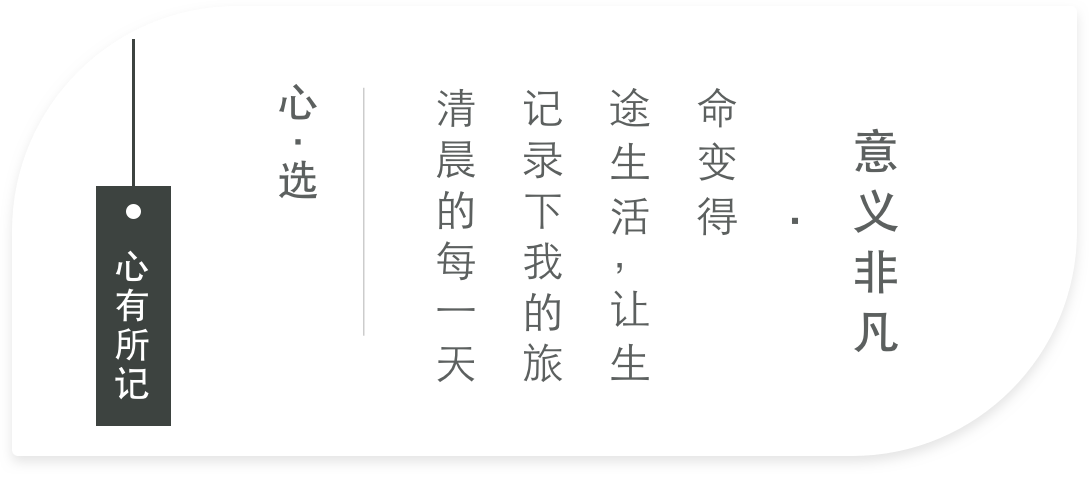 心有所记
心·选
清晨的每一天
记录下我的旅
途生活，让生
命变得
·
意义非凡